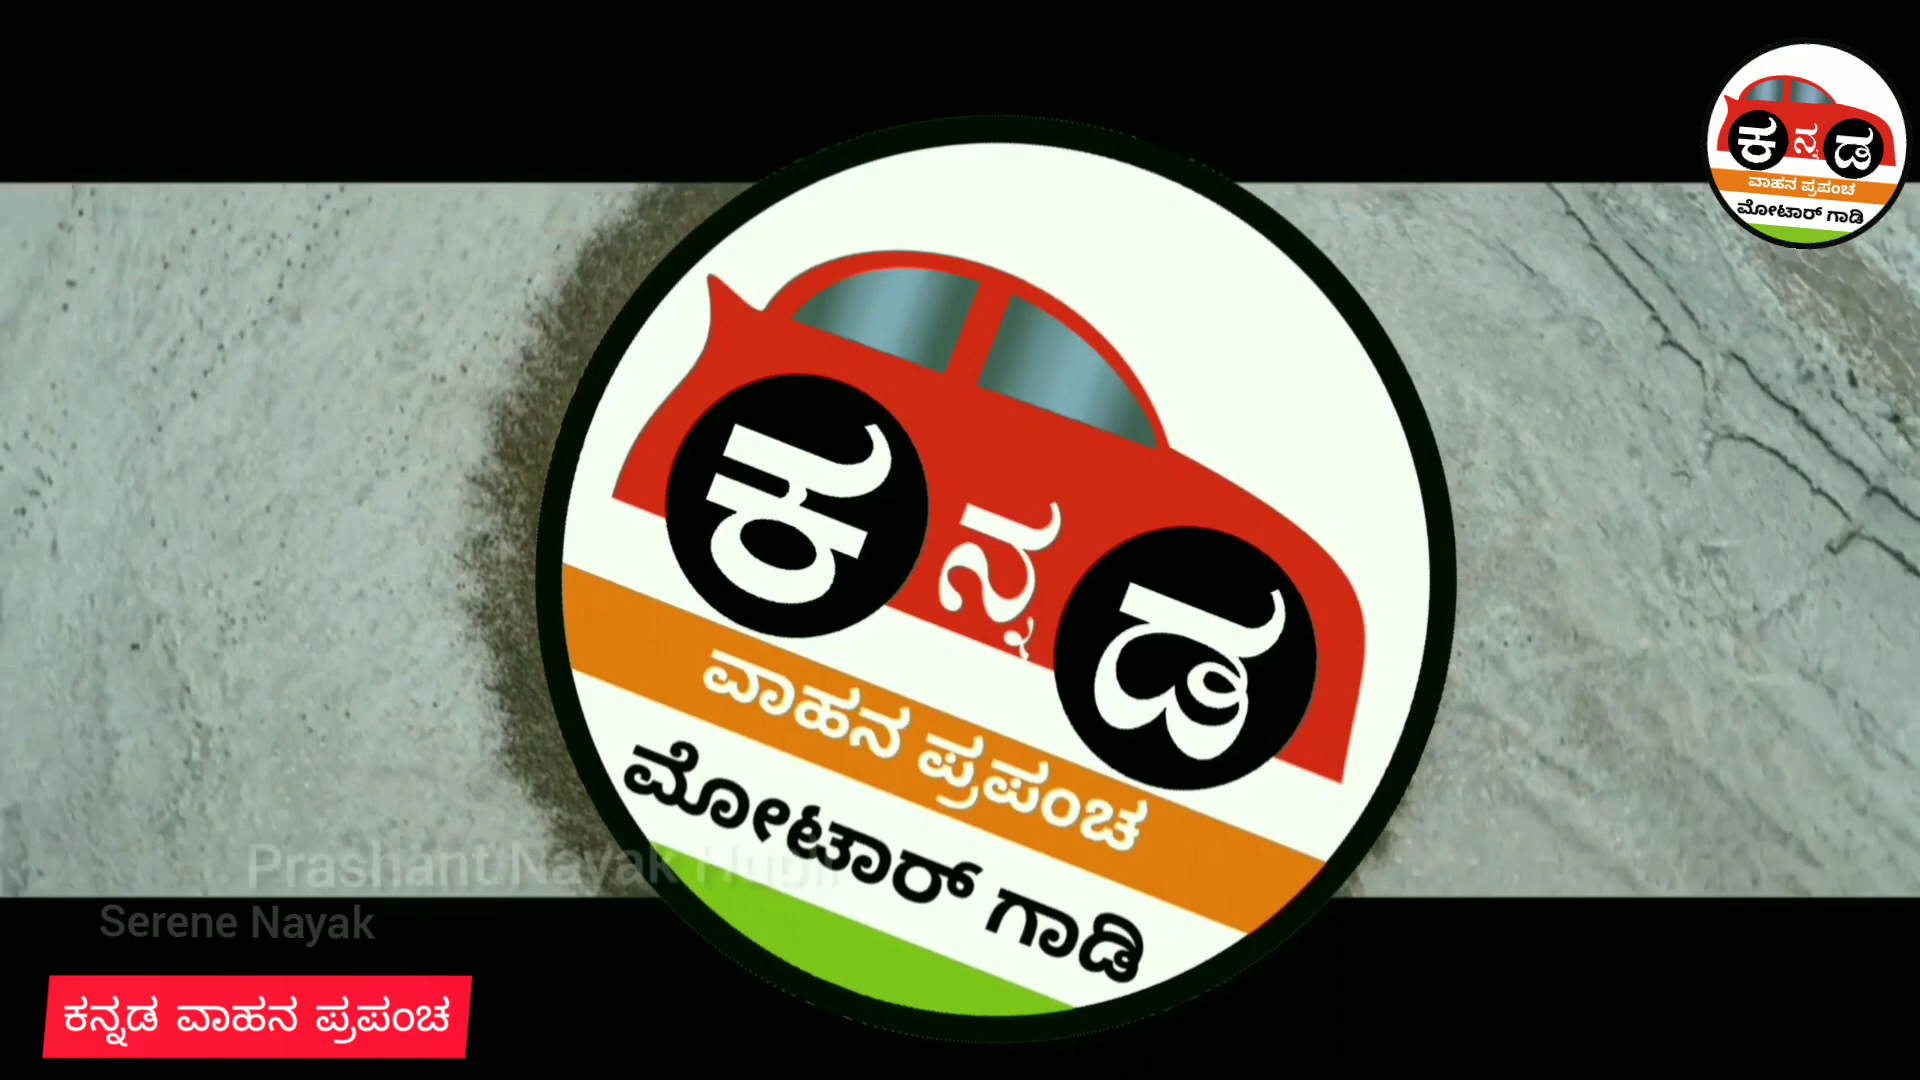 ಕನ್ನಡ
ವಾಹನ ಪ್ರಪಂಚ
ಮೋಟಾರ್ ಗಾಡಿ
ಕನ್ನಡ
ವಾಹನ ಪ್ರಪಂಚ
ಮೋಟಾರ್ ಗಾಡಿ
Prashant Nayak Hubli
Serene Nayak
ಕನ್ನಡ ವಾಹನ ಪ್ರಪಂಚ